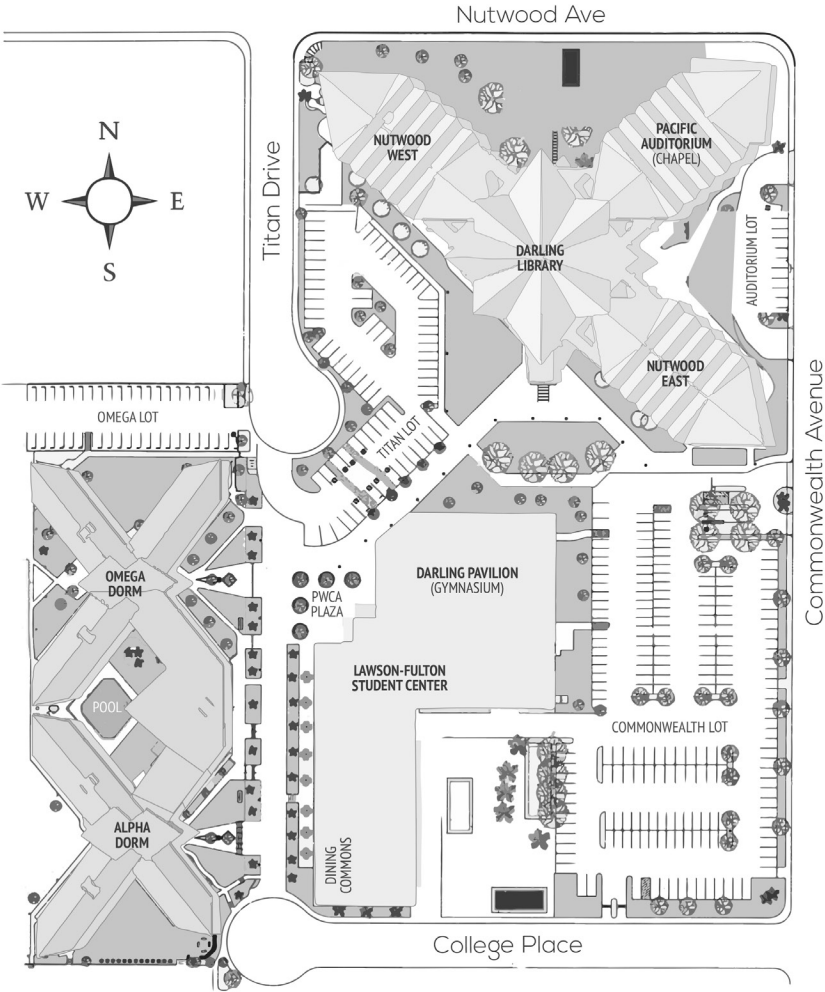 Nutwood Ave
N
W
E
S
Titan Drive
NUTWOOD
WEST
PACIFIC
AUDITORIUM
(CHAPEL)
DARLING
LIBRARY
AUDITORIUM LOT
NUTWOOD
EAST
Commonwealth Avenue
OMEGA LOT
TITAN LOT
OMEGA
DORM
PWCA
PLAZA
DARLING PAVILION
(GYMNASIUM)
LAWSON-FULTON
STUDENT CENTER
POOL
COMMONWEALTH LOT
ALPHA
DORM
DINING
COMMONS
College Place